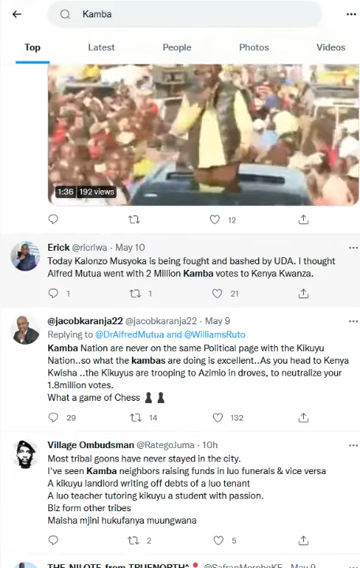 Kamba
Top Latest People Photos Videos
1:36 192 views
12
Erick · May 10
Today Kalonzo Musyoka is being fought and bashed by UDA. I thought
Alfred Mutua went with 2 Million Kamba votes to Kenya Kwanza.
1 1 21
@jacobkaranja22 @jacobkaranja22 · May 9
Replying to @DrAlfredMutua and @WilliamsRuto
Kamba Nation are never on the same Political page with the Kikuyu
Nation..so what the kambas are doing is excellent..As you head to Kenya
Kwisha ..the Kikuyus are trooping to Azimio in droves, to neutralize your
1.8million votes.
What a game of Chess ♟♟
29 14 132
Village Ombudsman @RategoJuma · 10h
Most tribal goons have never stayed in the city.
I've seen Kamba neighbors raising funds in luo funerals & vice versa
A kikuyu landlord writing off debts of a luo tenant
A luo teacher tutoring kikuyu a student with passion.
Biz form other tribes
Maisha mjini hukufanya muungwana
2 5